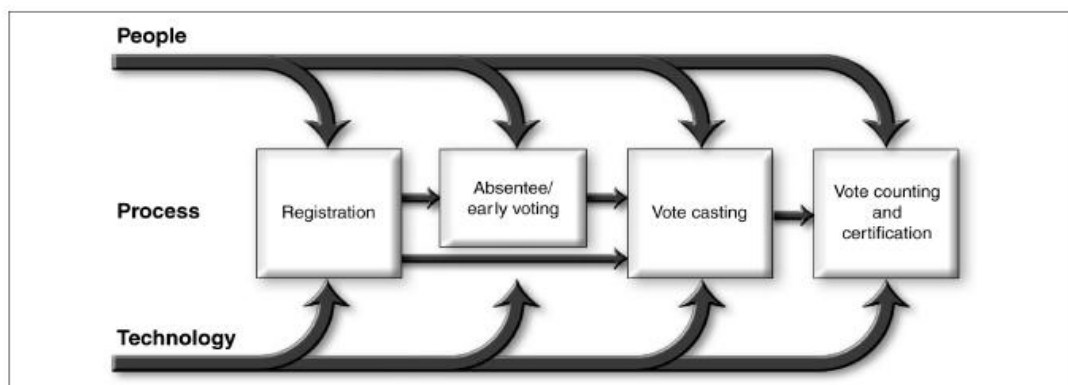 People
Process
Registration
Absentee/
early voting
Vote casting
Vote counting
and
certification
Technology